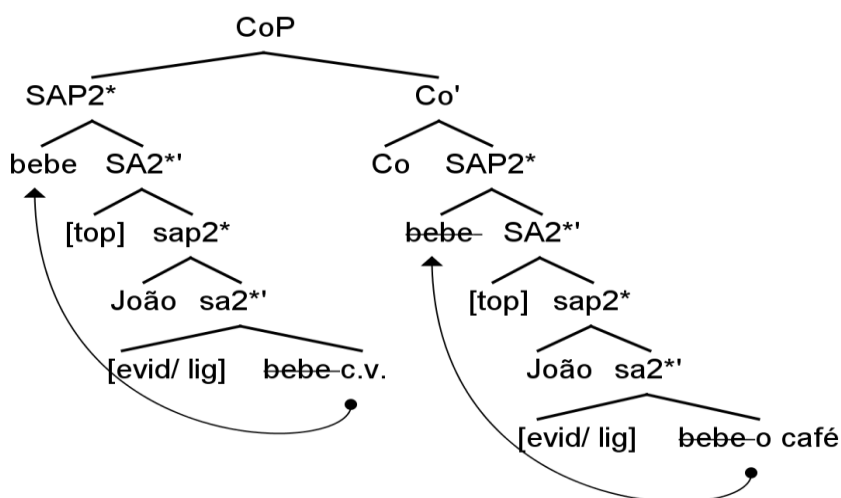 CoP
SAP2* Co'
bebe SA2*' Co SAP2*
[top] sap2* bebe SA2*'
João sa2*' [top] sap2*
[evid/ lig] bebe c.v. João sa2*'
[evid/ lig] bebe o café